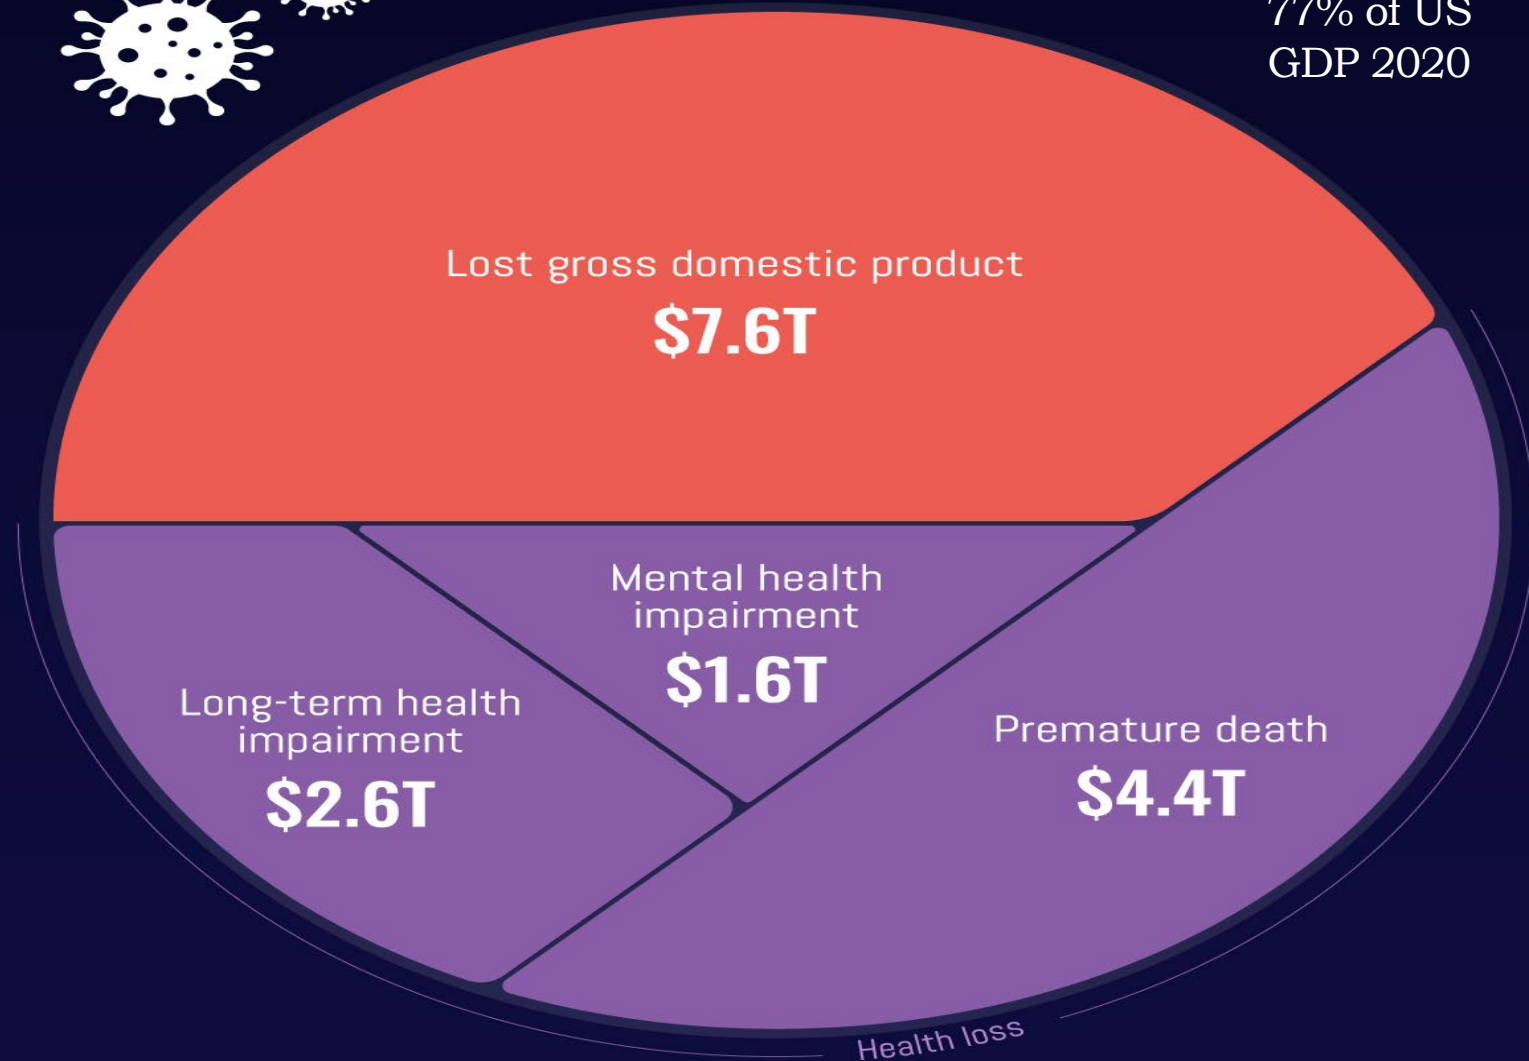 77% of US
GDP 2020
Lost gross domestic product
$7.6T
Mental health
impairment
$1.6T
Long-term health
impairment
$2.6T
Premature death
$4.4T
Health loss